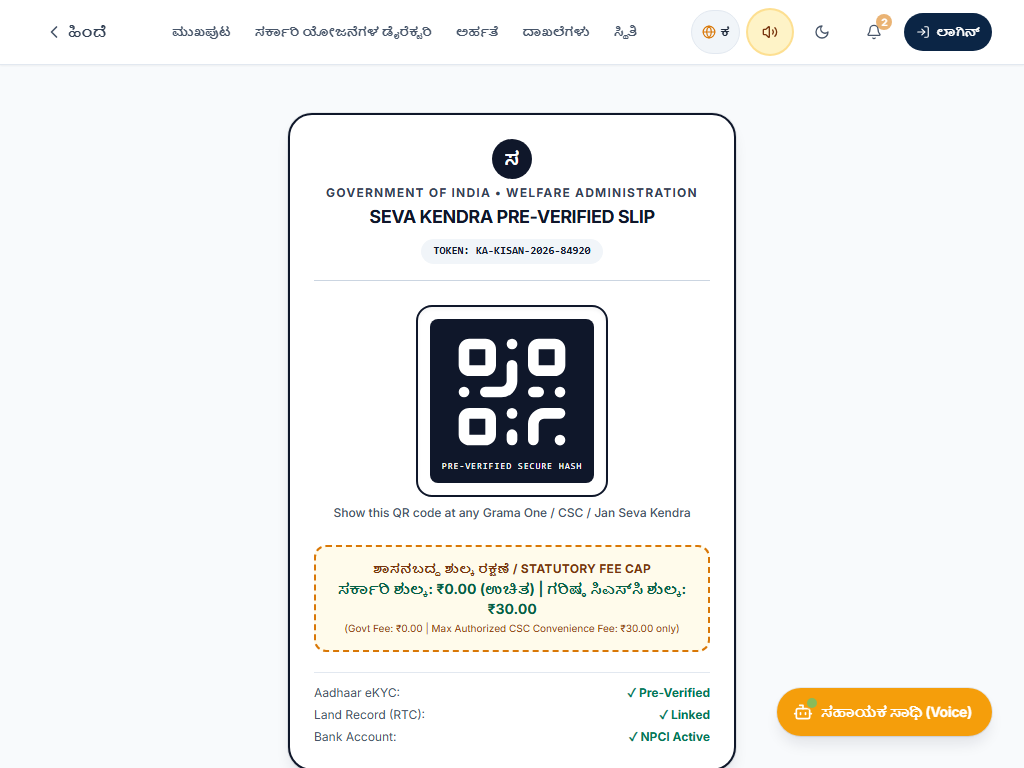 ಹಿಂದೆ
ಮುಖಪುಟ
ಸರ್ಕಾರಿ ಯೋಜನೆಗಳ ಡೈರೆಕ್ಟರಿ
ಅರ್ಹತೆ
ದಾಖಲೆಗಳು
ಸ್ಥಿತಿ
ಕ
2
ಲಾಗಿನ್
ಸ
GOVERNMENT OF INDIA • WELFARE ADMINISTRATION
SEVA KENDRA PRE-VERIFIED SLIP
TOKEN: KA-KISAN-2026-84920
PRE-VERIFIED SECURE HASH
Show this QR code at any Grama One / CSC / Jan Seva Kendra
ಶಾಸನಬದ್ಧ ಶುಲ್ಕ ರಕ್ಷಣೆ / STATUTORY FEE CAP
ಸರ್ಕಾರಿ ಶುಲ್ಕ: ₹0.00 (ಉಚಿತ) | ಗರಿಷ್ಠ ಸಿಎಸ್‌ಸಿ ಶುಲ್ಕ:
₹30.00
(Govt Fee: ₹0.00 | Max Authorized CSC Convenience Fee: ₹30.00 only)
Aadhaar eKYC: ✓ Pre-Verified
Land Record (RTC): ✓ Linked
Bank Account: ✓ NPCI Active
ಸಹಾಯಕ ಸಾಥಿ (Voice)